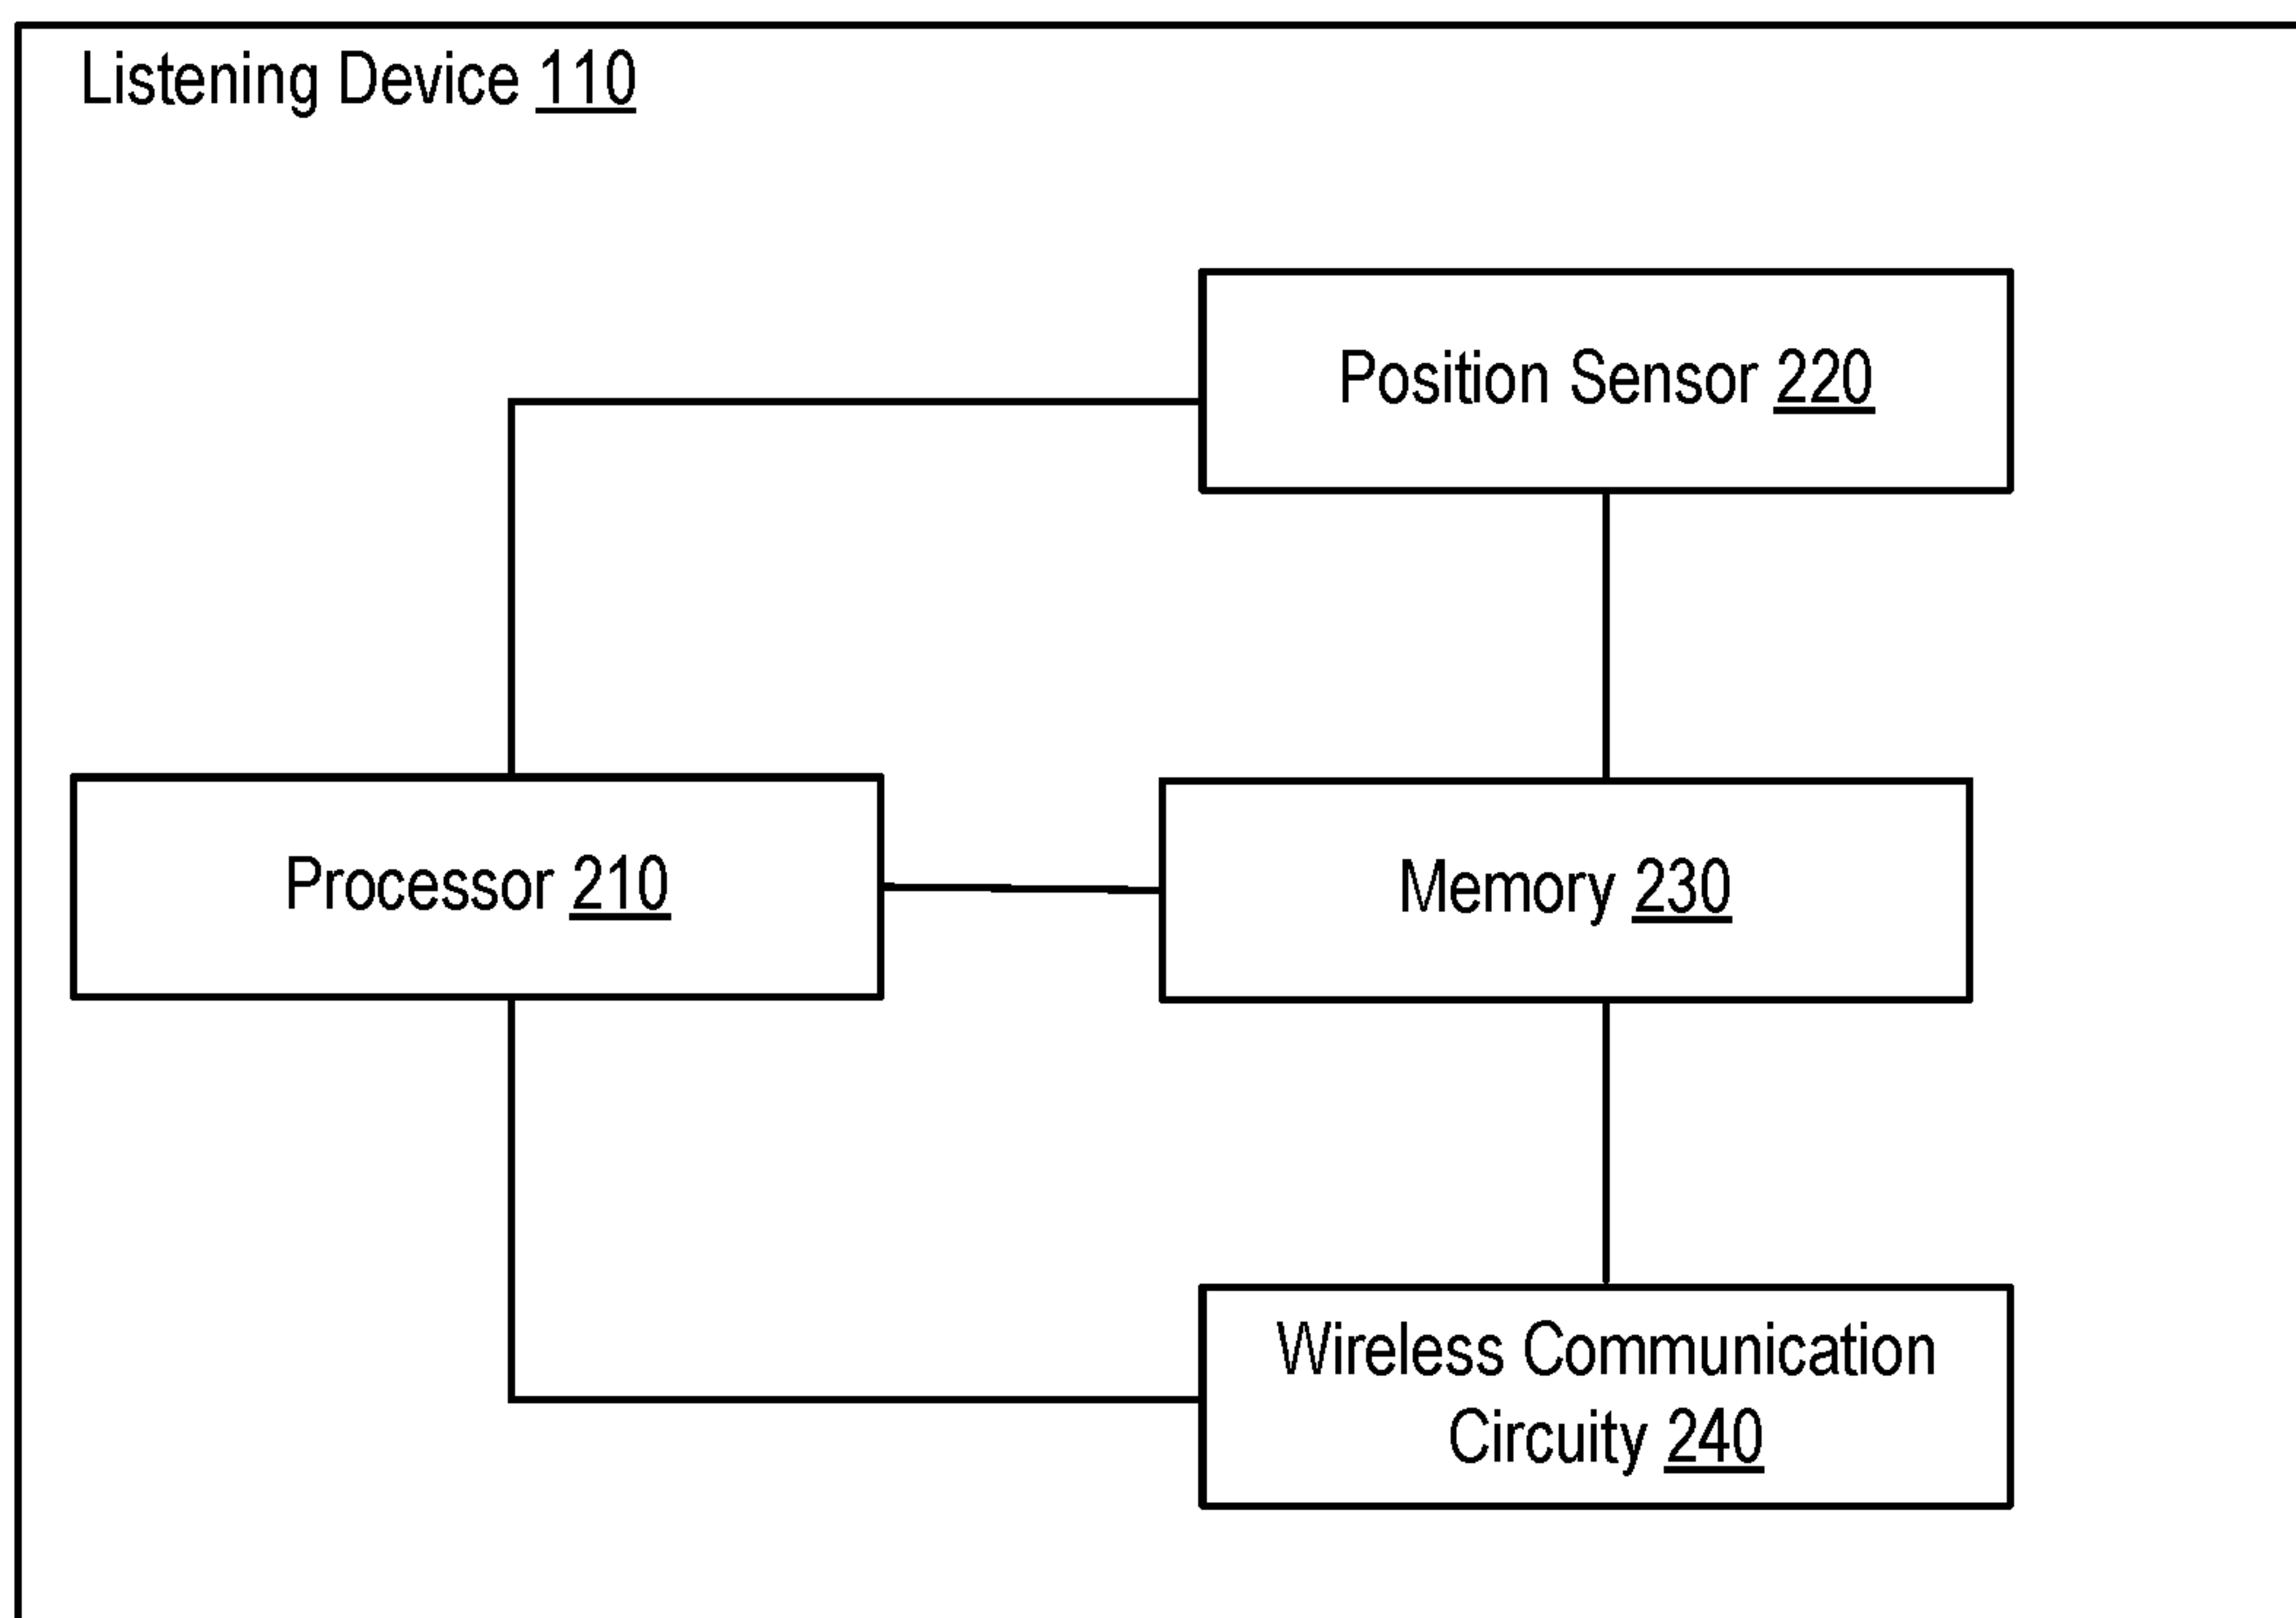 Listening Device 110
Position Sensor 220
Processor 210
Memory 230
Wireless Communication
Circuity 240